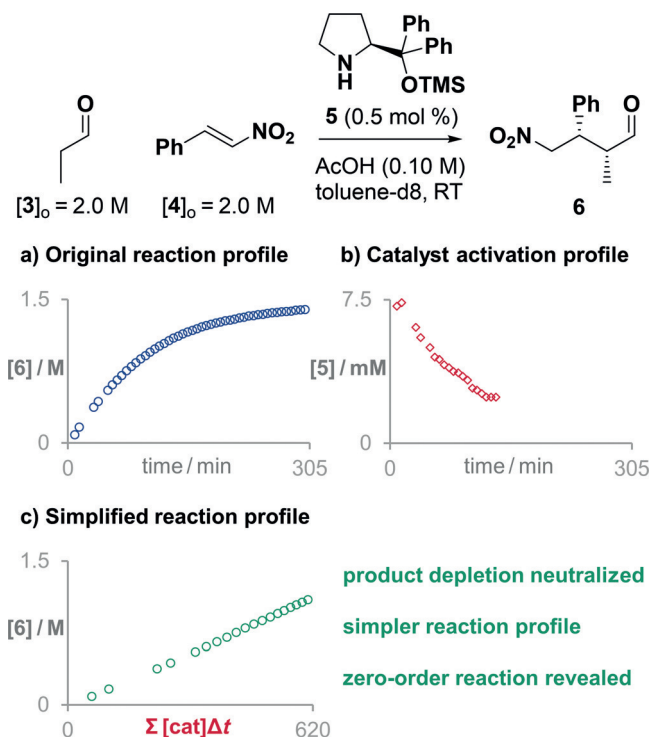 Ph
Ph
N
H
OTMS
5 (0.5 mol %)
AcOH (0.10 M)
toluene-d8, RT
O
[3]o = 2.0 M
Ph
NO2
[4]o = 2.0 M
Ph
O
O2N
6
a) Original reaction profile
1.5
[6] / M
0
0
time / min
305
b) Catalyst activation profile
7.5
[5] / mM
0
0
time / min
305
c) Simplified reaction profile
1.5
[6] / M
0
0
Σ [cat]Δt
620
product depletion neutralized
simpler reaction profile
zero-order reaction revealed